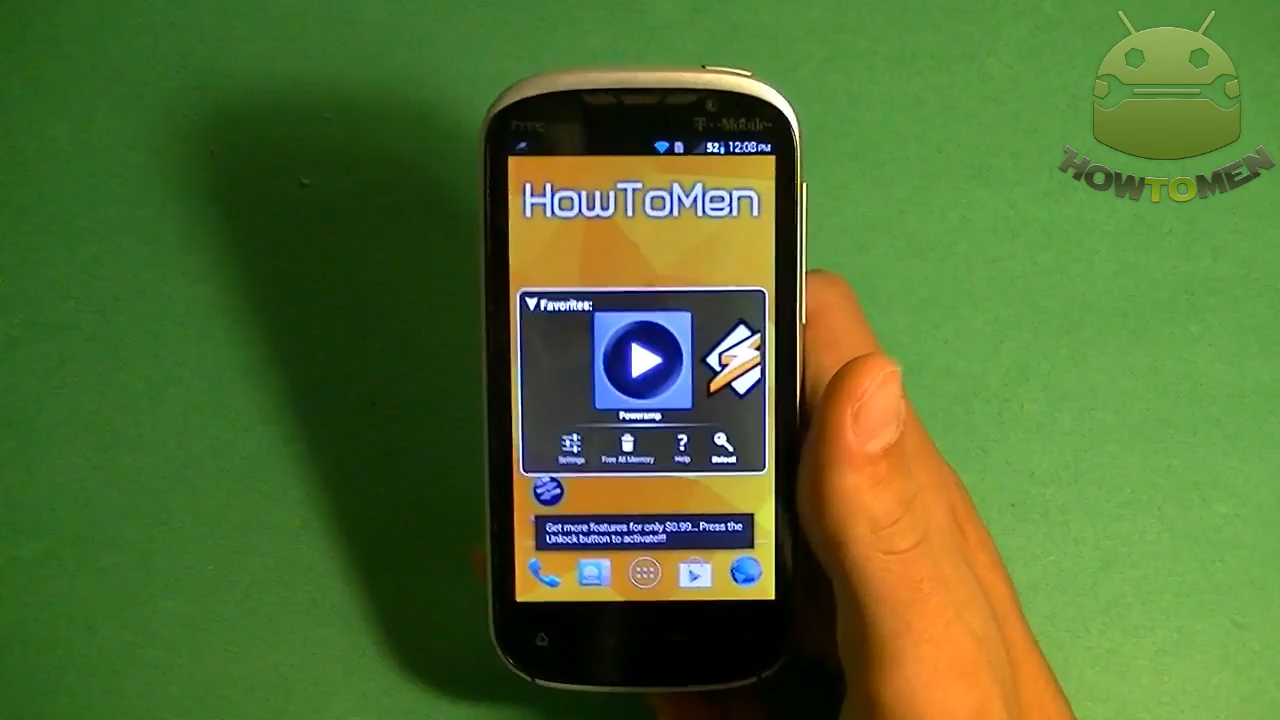 HOWTOMEN
hTC
T-Mobile
52 12:08 PM
HowToMen
Favorites:
Poweramp
Settings Free All Memory ? Help Unlock
Get more features for only $0.99... Press the
Unlock button to activate!!!